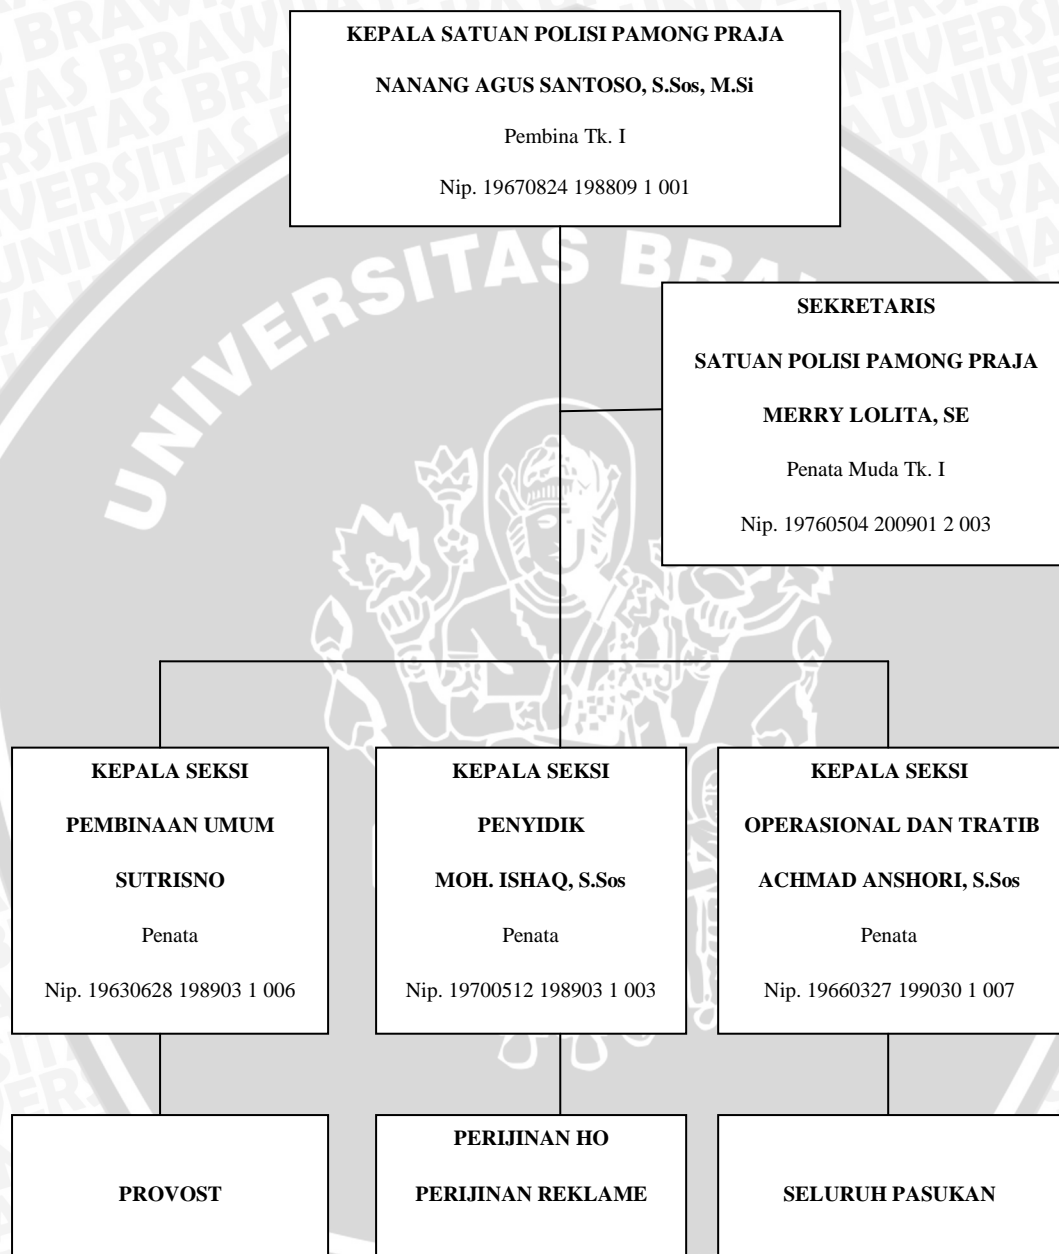 KEPALA SATUAN POLISI PAMONG PRAJA
NANANG AGUS SANTOSO, S.Sos, M.Si
Pembina Tk. I
Nip. 19670824 198809 1 001
UNIVERSITAS BRAW
SEKRETARIS
SATUAN POLISI PAMONG PRAJA
MERRY LOLITA, SE
Penata Muda Tk. I
Nip. 19760504 200901 2 003
KEPALA SEKSI
PEMBINAAN UMUM
SUTRISNO
Penata
Nip. 19630628 198903 1 006
KEPALA SEKSI
PENYIDIK
MOH. ISHAQ, S.Sos
Penata
Nip. 19700512 198903 1 003
KEPALA SEKSI
OPERASIONAL DAN TRATIB
ACHMAD ANSHORI, S.Sos
Penata
Nip. 19660327 199030 1 007
PROVOST
PERIJINAN HO
PERIJINAN REKLAME
SELURUH PASUKAN